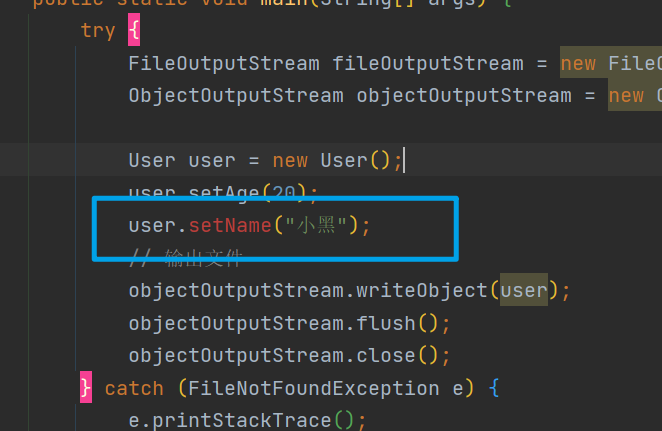 public static void main(String[] args) {
try {
FileOutputStream fileOutputStream = new FileO
ObjectOutputStream objectOutputStream = new O
User user = new User();
user.setAge(20);
user.setName("小黑");
// 输出文件
objectOutputStream.writeObject(user);
objectOutputStream.flush();
objectOutputStream.close();
} catch (FileNotFoundException e) {
e.printStackTrace();